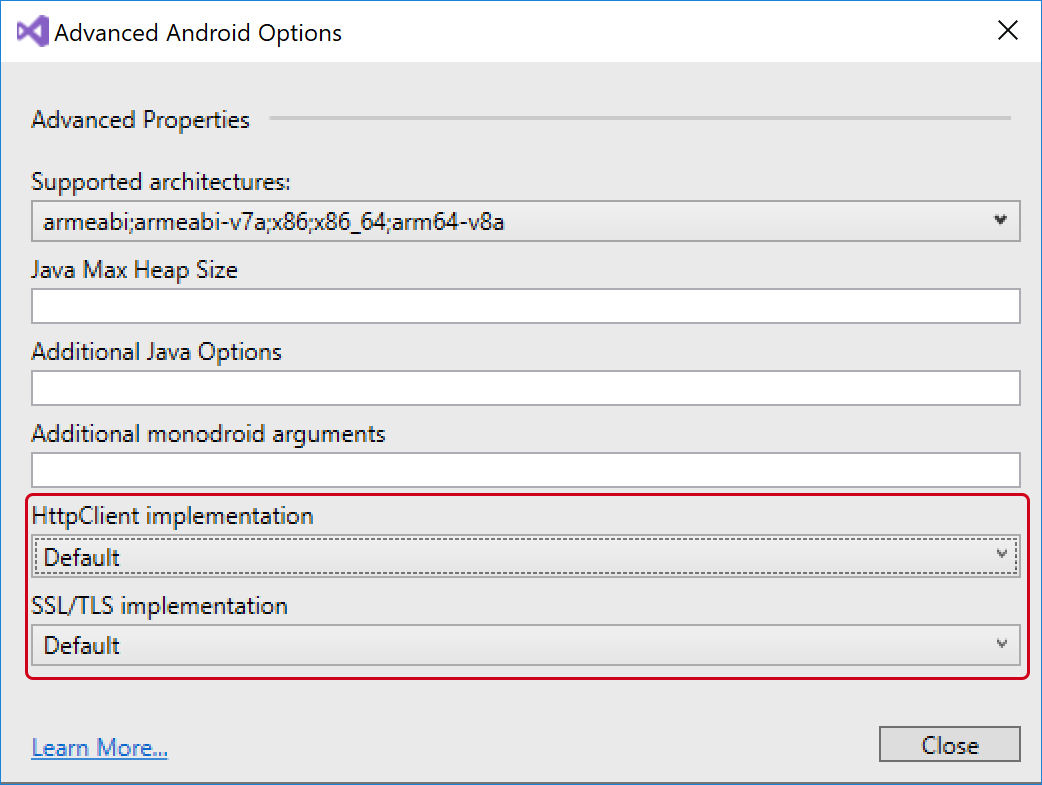 Advanced Android Options
Advanced Properties
Supported architectures:
armeabi;armeabi-v7a;x86;x86_64;arm64-v8a
Java Max Heap Size
Additional Java Options
Additional monodroid arguments
HttpClient implementation
Default
SSL/TLS implementation
Default
Learn More...
Close